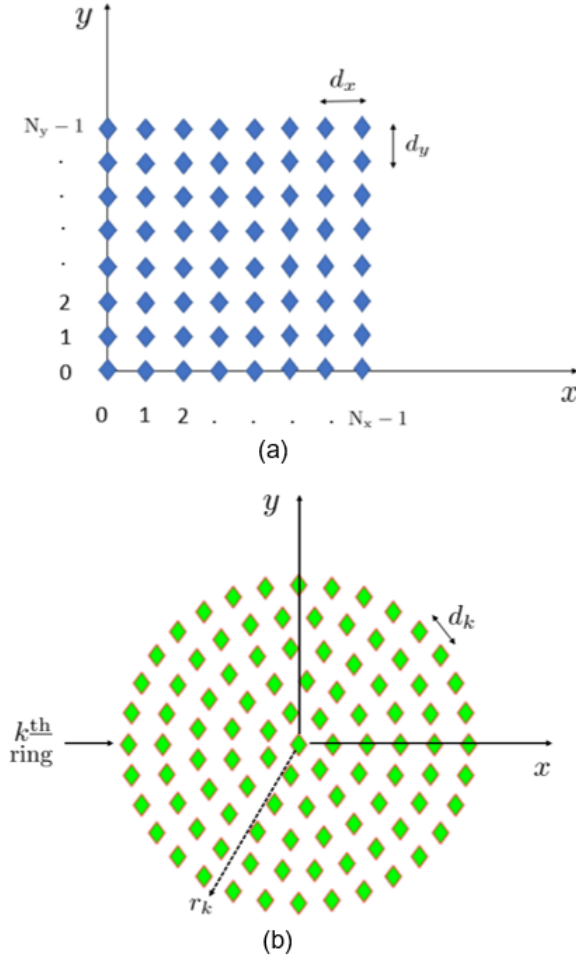 y
d_x
N_y − 1
d_y
.
.
.
.
2
1
0
x
0 1 2 . . . . N_x − 1
(a)
y
d_k
k^th
ring
x
r_k
(b)